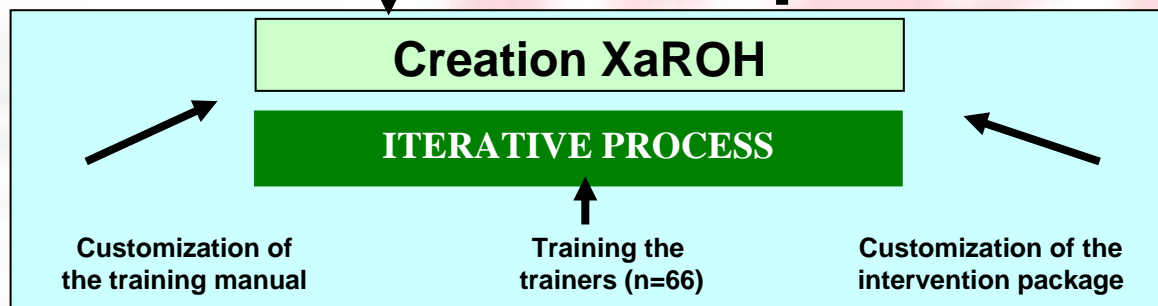 Creation XaROH
ITERATIVE PROCESS
Customization of
the training manual
Training the
trainers (n=66)
Customization of the
intervention package